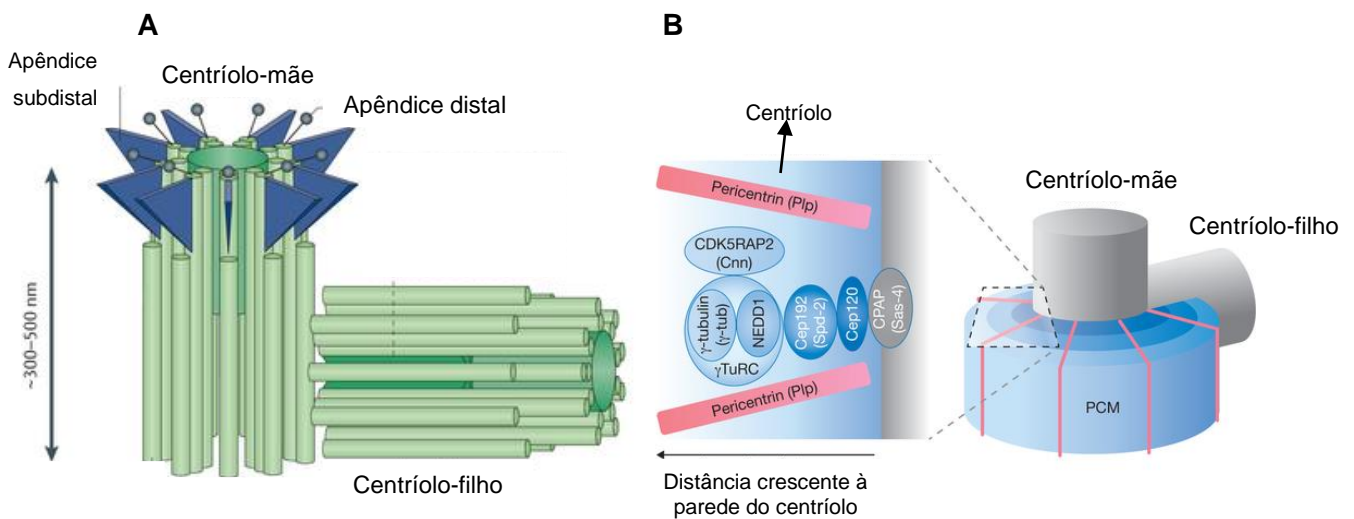 A
Apêndice
subdistal
Centríolo-mãe
Apêndice distal
~300–500 nm
Centríolo-filho
B
Centríolo
Pericentrin (Plp)
CDK5RAP2
(Cnn)
γ-tubulin
(γ-tub)
NEDD1
γTuRC
Cep192
(Spd-2)
Cep120
CPAP
(Sas-4)
Pericentrin (Plp)
Distância crescente à
parede do centríolo
Centríolo-mãe
Centríolo-filho
PCM